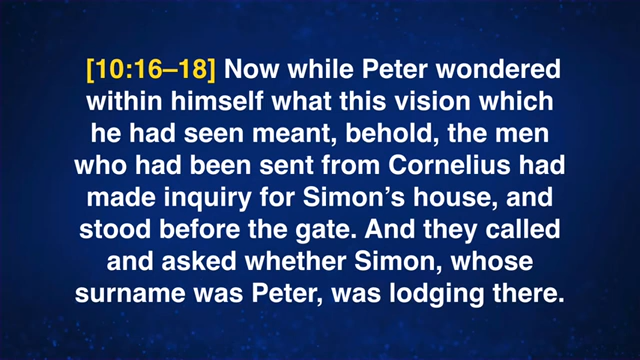 [10:16–18] Now while Peter wondered
within himself what this vision which
he had seen meant, behold, the men
who had been sent from Cornelius had
made inquiry for Simon’s house, and
stood before the gate. And they called
and asked whether Simon, whose
surname was Peter, was lodging there.